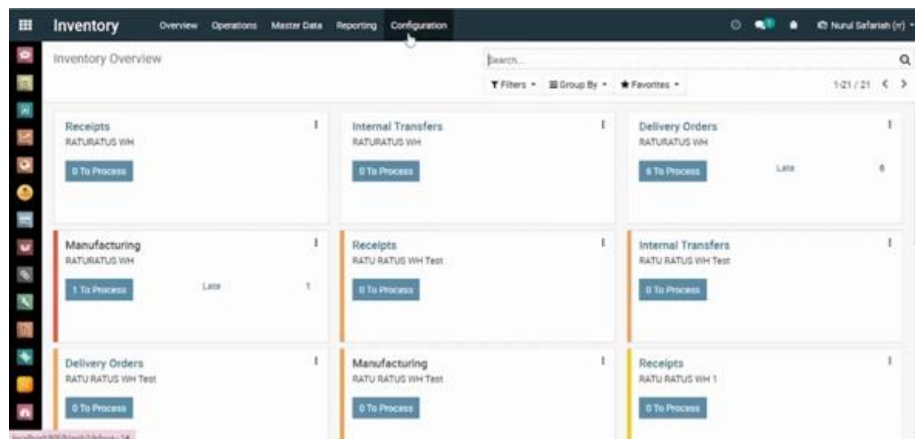 Inventory Overview Operations Master Data Reporting Configuration Nurul Safariah (rr)
Inventory Overview
Search...
Filters Group By Favorites 1-21 / 21
Receipts
RATURATUS WH
0 To Process
Internal Transfers
RATURATUS WH
0 To Process
Delivery Orders
RATURATUS WH
6 To Process Late 6
Manufacturing
RATURATUS WH
1 To Process Late 1
Receipts
RATU RATUS WH Test
0 To Process
Internal Transfers
RATU RATUS WH Test
0 To Process
Delivery Orders
RATU RATUS WH Test
0 To Process
Manufacturing
RATU RATUS WH Test
0 To Process
Receipts
RATU RATUS WH 1
0 To Process